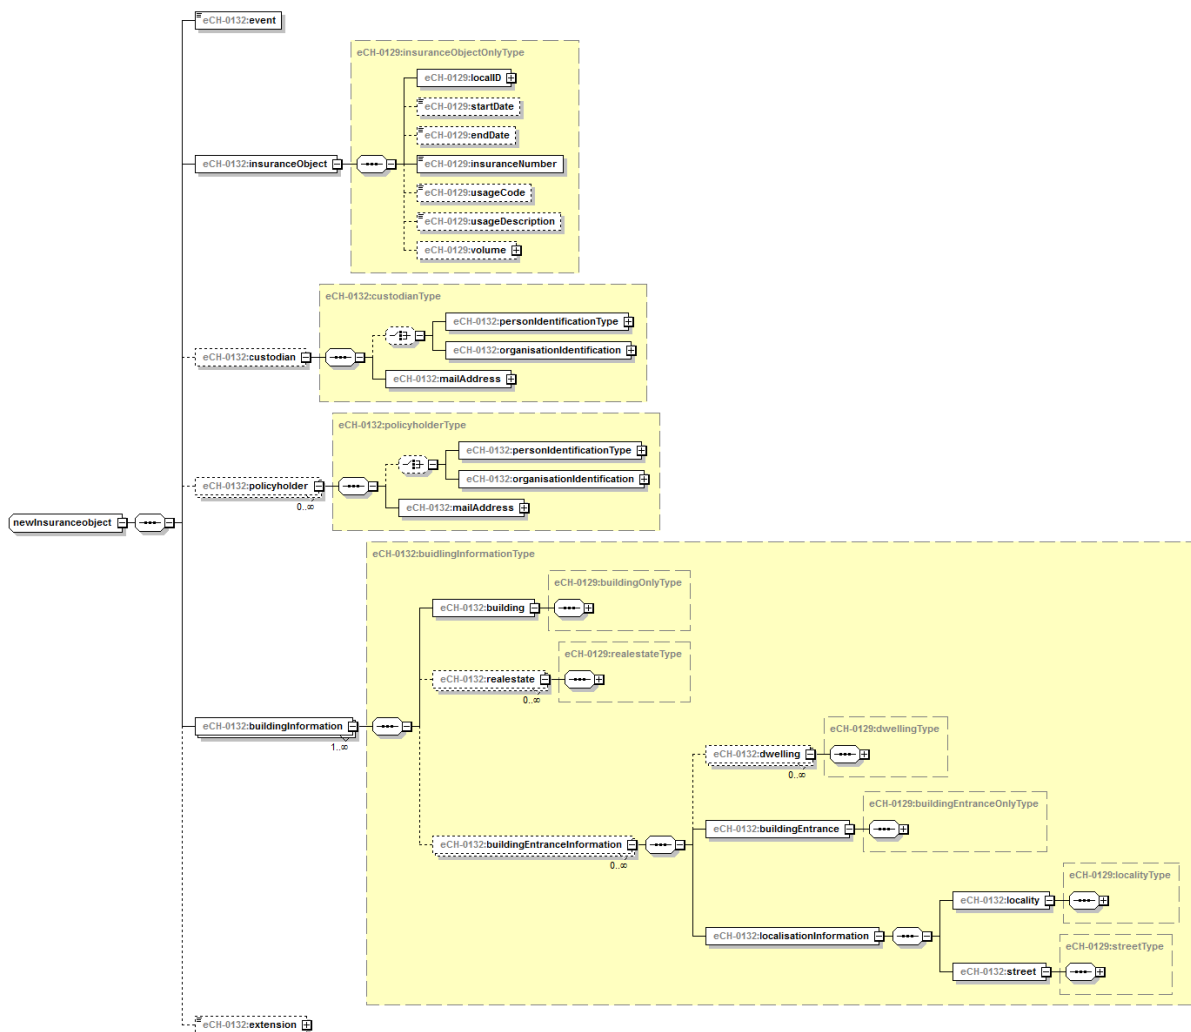 eCH-0132:event
eCH-0129:insuranceObjectOnlyType
eCH-0129:localID
eCH-0129:startDate
eCH-0129:endDate
eCH-0132:insuranceObject
eCH-0129:insuranceNumber
eCH-0129:usageCode
eCH-0129:usageDescription
eCH-0129:volume
eCH-0132:custodianType
eCH-0132:personIdentificationType
eCH-0132:custodian
eCH-0132:organisationIdentification
eCH-0132:mailAddress
eCH-0132:policyholderType
eCH-0132:personIdentificationType
eCH-0132:policyholder
0..∞
eCH-0132:organisationIdentification
eCH-0132:mailAddress
newInsuranceobject
eCH-0132:buidlingInformationType
eCH-0129:buildingOnlyType
eCH-0132:building
eCH-0129:realestateType
eCH-0132:realestate
0..∞
eCH-0132:buildingInformation
1..∞
eCH-0129:dwellingType
eCH-0132:dwelling
0..∞
eCH-0129:buildingEntranceOnlyType
eCH-0132:buildingEntrance
eCH-0132:buildingEntranceInformation
0..∞
eCH-0129:localityType
eCH-0132:locality
eCH-0132:localisationInformation
eCH-0129:streetType
eCH-0132:street
eCH-0132:extension